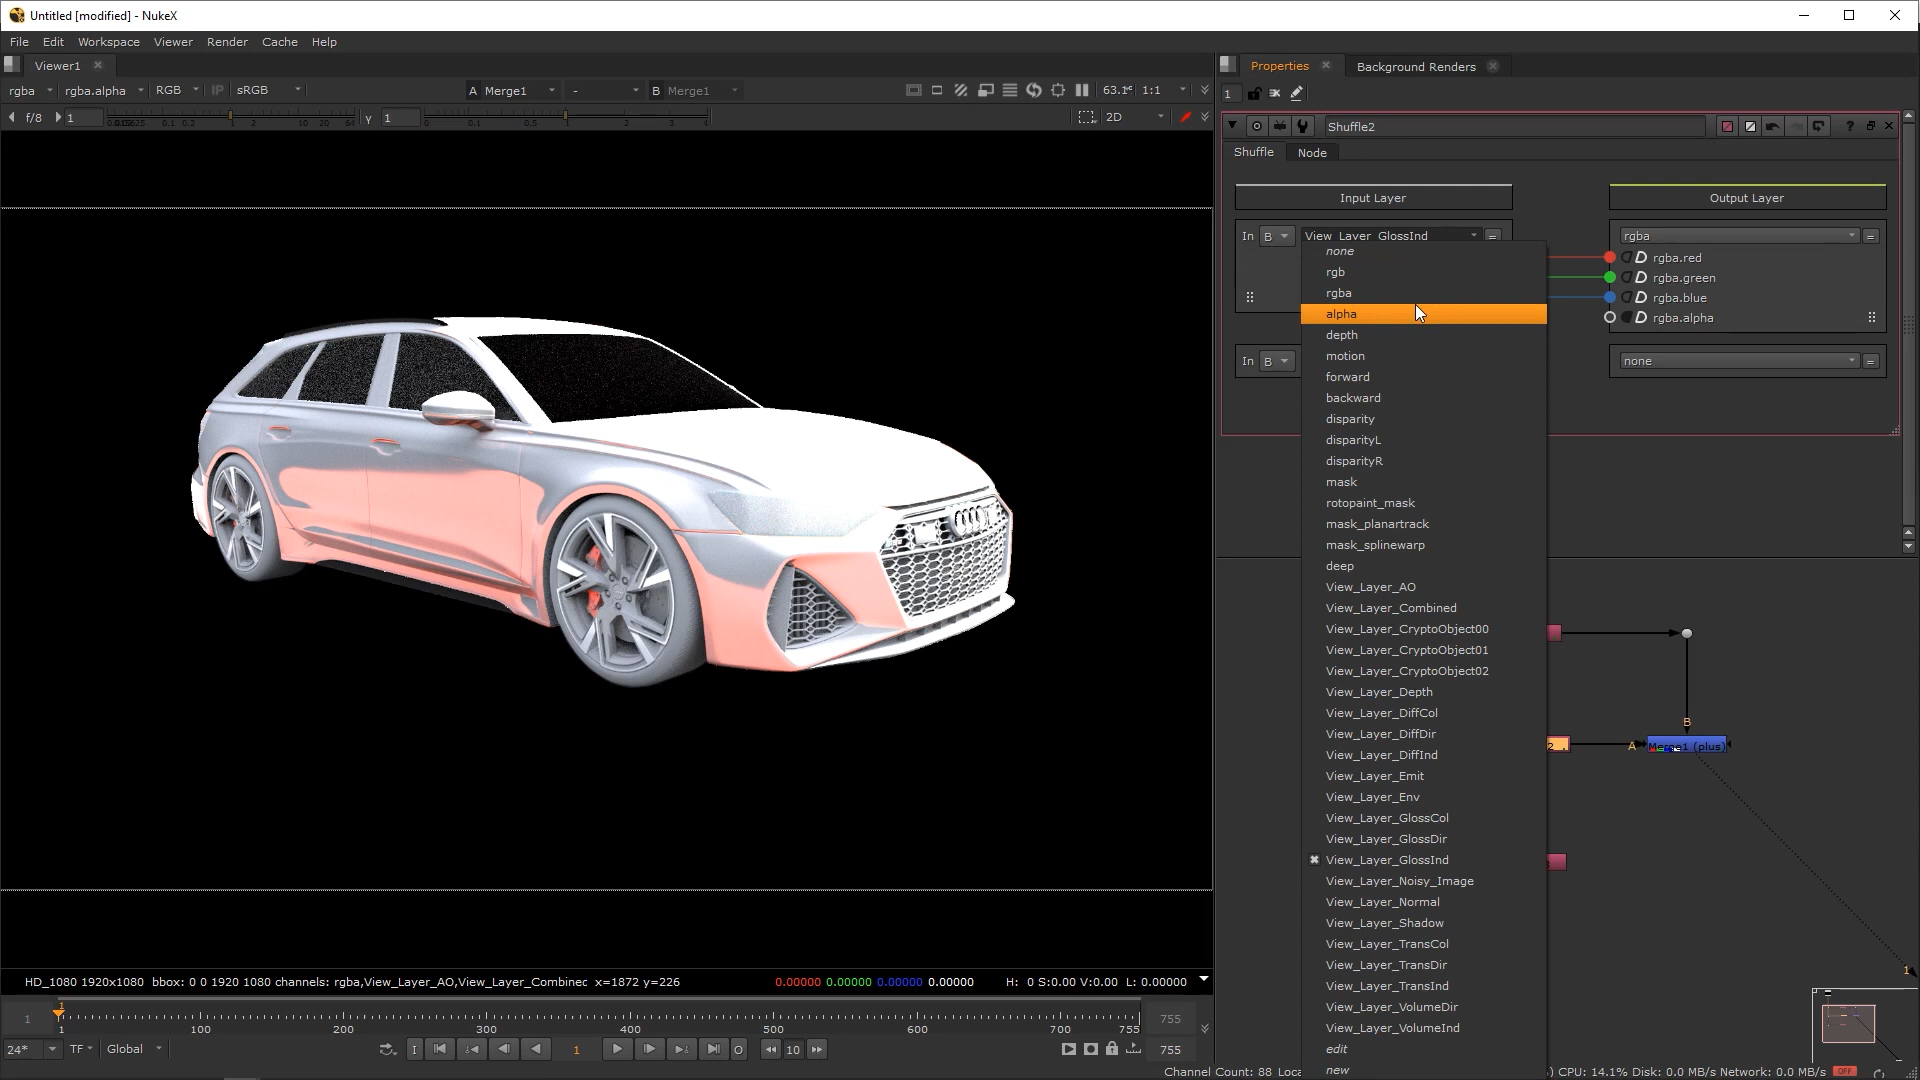 Untitled [modified] - NukeX
File Edit Workspace Viewer Render Cache Help
Viewer1
Properties
Background Renders
rgba rgba.alpha RGB IP sRGB A Merge1 - B Merge1 1:1
1
f/8 1 Y 1 2D
Shuffle2
Shuffle Node
Input Layer
Output Layer
In B View_Layer_GlossInd =
rgba =
rgba.red
rgba.green
rgba.blue
rgba.alpha
In B
none =
none
rgb
rgba
alpha
depth
motion
forward
backward
disparity
disparityL
disparityR
mask
rotopaint_mask
mask_planartrack
mask_splinewarp
deep
View_Layer_AO
View_Layer_Combined
View_Layer_CryptoObject00
View_Layer_CryptoObject01
View_Layer_CryptoObject02
View_Layer_Depth
View_Layer_DiffCol
View_Layer_DiffDir
View_Layer_DiffInd
View_Layer_Emit
View_Layer_Env
View_Layer_GlossCol
View_Layer_GlossDir
View_Layer_GlossInd
View_Layer_Noisy_Image
View_Layer_Normal
View_Layer_Shadow
View_Layer_TransCol
View_Layer_TransDir
View_Layer_TransInd
View_Layer_VolumeDir
View_Layer_VolumeInd
edit
new
B
A Merge1 (plus)
1
HD_1080 1920x1080 bbox: 0 0 1920 1080 channels: rgba,View_Layer_AO,View_Layer_Combined x=1872 y=226 0.00000 0.00000 0.00000 0.00000 H: 0 S:0.00 V:0.00 L: 0.00000
1
1 1 100 200 300 400 500 600 700 755 755
24* TF Global I 1 O 10 755
Channel Count: 88 CPU: 14.1% Disk: 0.0 MB/s Network: 0.0 MB/s OFF